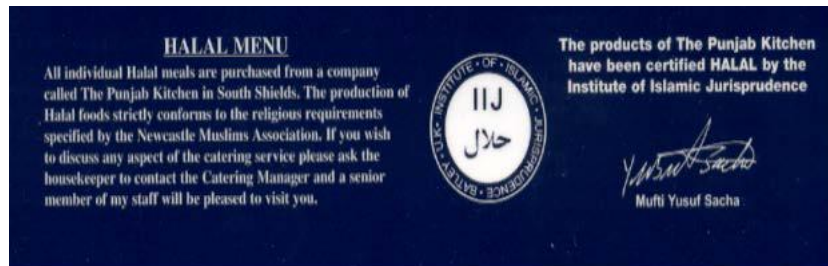 HALAL MENU
All individual Halal meals are purchased from a company
called The Punjab Kitchen in South Shields. The production of
Halal foods strictly conforms to the religious requirements
specified by the Newcastle Muslims Association. If you wish
to discuss any aspect of the catering service please ask the
housekeeper to contact the Catering Manager and a senior
member of my staff will be pleased to visit you.
INSTITUTE · OF · ISLAMIC · JURISPRUDENCE
BATLEY · U.K.
IIJ
حلال
The products of The Punjab Kitchen
have been certified HALAL by the
Institute of Islamic Jurisprudence
Yusuf Sacha
Mufti Yusuf Sacha